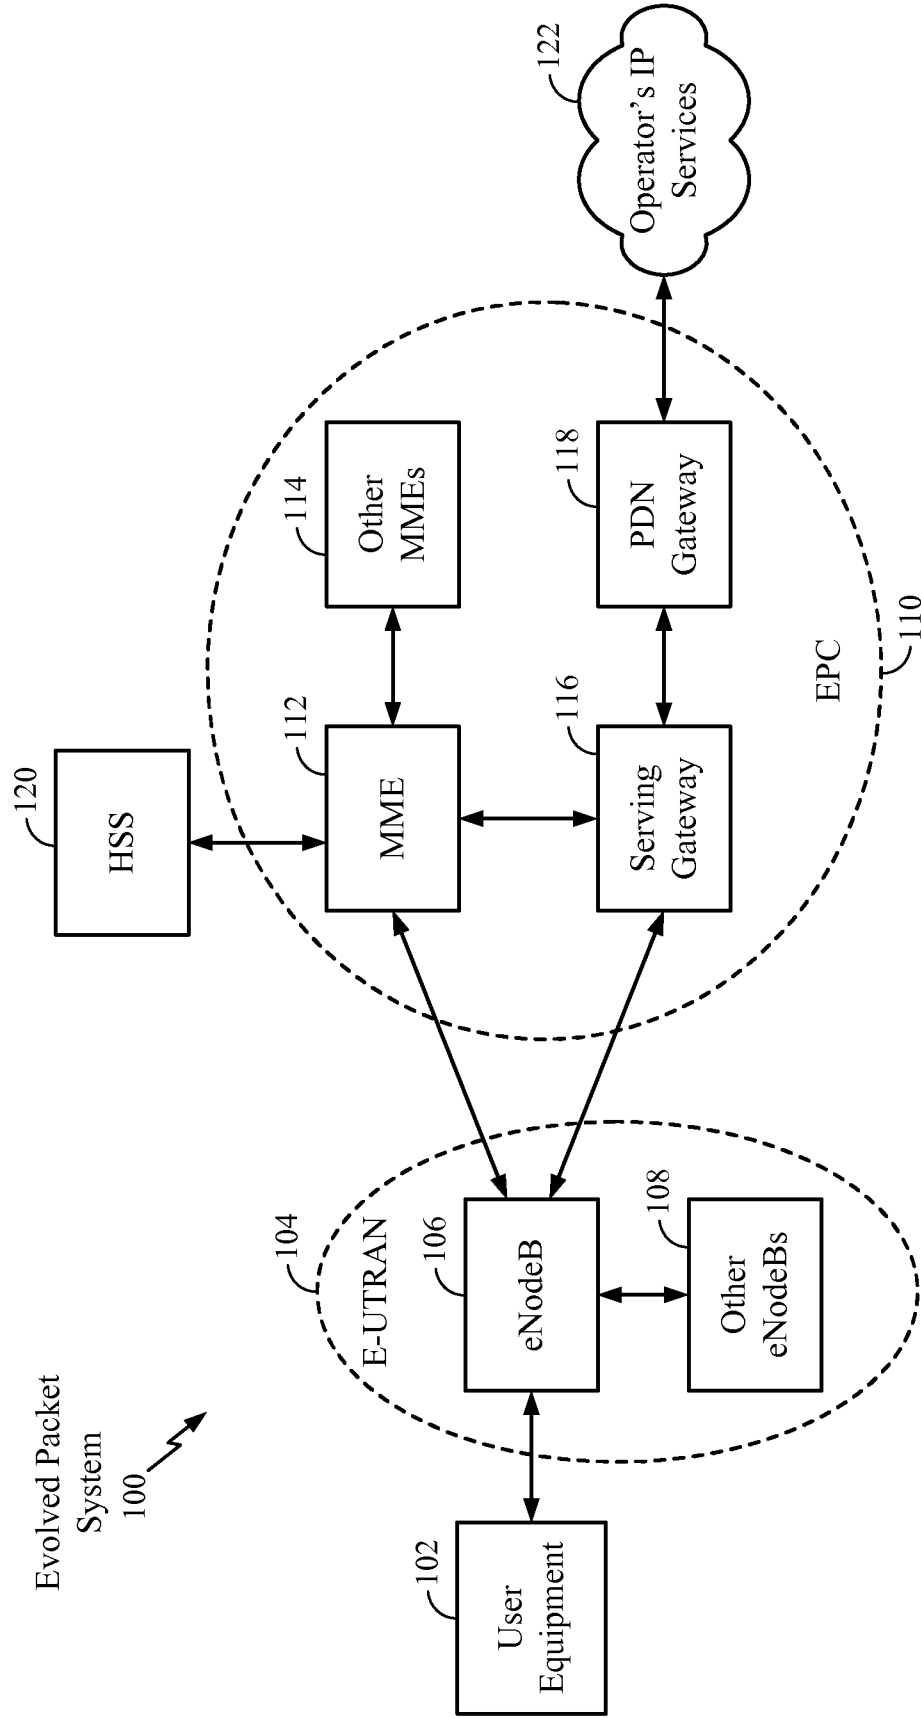 Evolved Packet
System
100
102
User
Equipment
104
E-UTRAN
106
eNodeB
108
Other
eNodeBs
120
HSS
112
MME
114
Other
MMEs
116
Serving
Gateway
118
PDN
Gateway
EPC
110
122
Operator's IP
Services